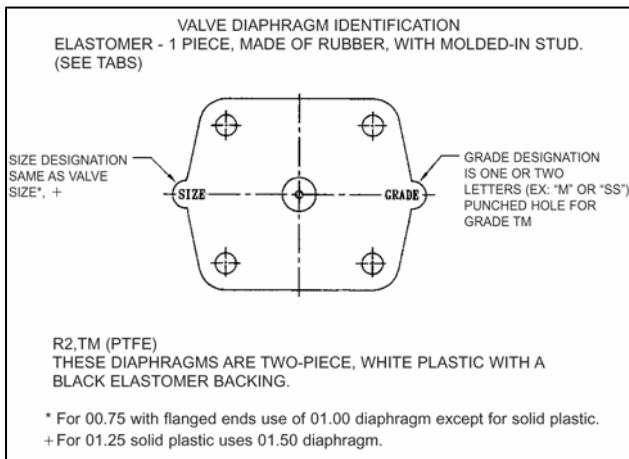 VALVE DIAPHRAGM IDENTIFICATION
ELASTOMER - 1 PIECE, MADE OF RUBBER, WITH MOLDED-IN STUD.
(SEE TABS)
SIZE DESIGNATION
SAME AS VALVE
SIZE*, +
SIZE
GRADE
GRADE DESIGNATION
IS ONE OR TWO
LETTERS (EX: “M” OR “SS”)
PUNCHED HOLE FOR
GRADE TM
R2,TM (PTFE)
THESE DIAPHRAGMS ARE TWO-PIECE, WHITE PLASTIC WITH A
BLACK ELASTOMER BACKING.
* For 00.75 with flanged ends use of 01.00 diaphragm except for solid plastic.
+ For 01.25 solid plastic uses 01.50 diaphragm.